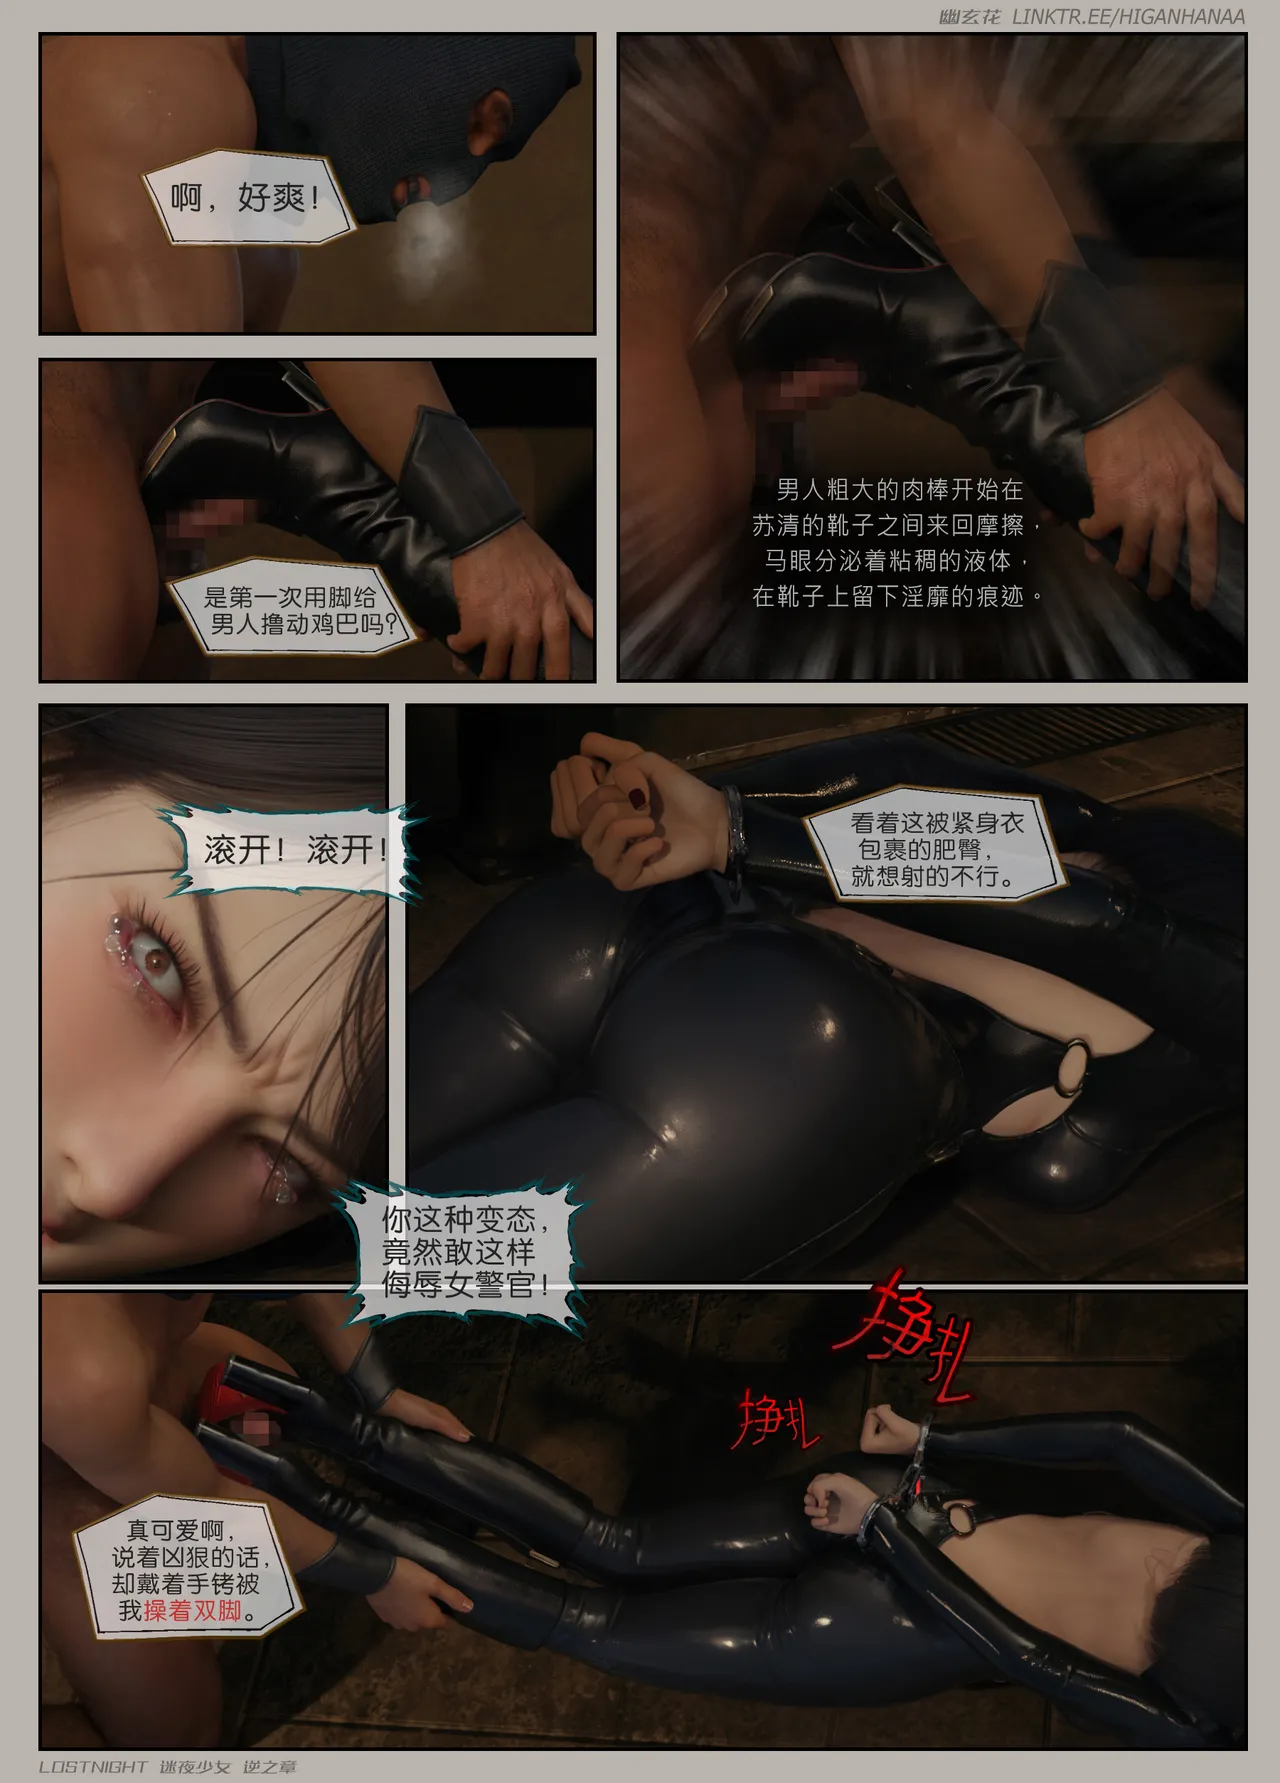 幽玄花 LINKTR.EE/HIGANHANAA
啊，好爽！
是第一次用脚给
男人撸动鸡巴吗？
男人粗大的肉棒开始在
苏清的靴子之间来回摩擦，
马眼分泌着粘稠的液体，
在靴子上留下淫靡的痕迹。
滚开！滚开！
看着这被紧身衣
包裹的肥臀，
就想射的不行。
你这种变态，
竟然敢这样
侮辱女警官！
挣扎
挣扎
真可爱啊，
说着凶狠的话，
却戴着手铐被
我操着双脚。
LOSTNIGHT 迷夜少女 逆之章